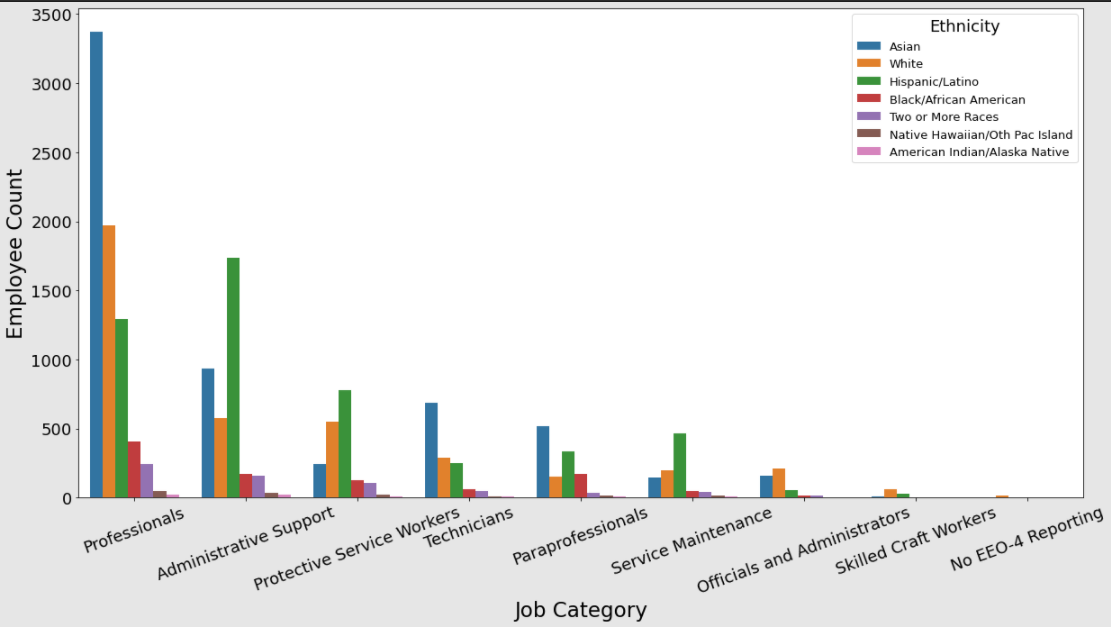 3500
3000
2500
2000
1500
1000
500
0
Employee Count
Ethnicity
Asian
White
Hispanic/Latino
Black/African American
Two or More Races
Native Hawaiian/Oth Pac Island
American Indian/Alaska Native
Professionals
Administrative Support
Protective Service Workers
Technicians
Paraprofessionals
Service Maintenance
Officials and Administrators
Skilled Craft Workers
No EEO-4 Reporting
Job Category